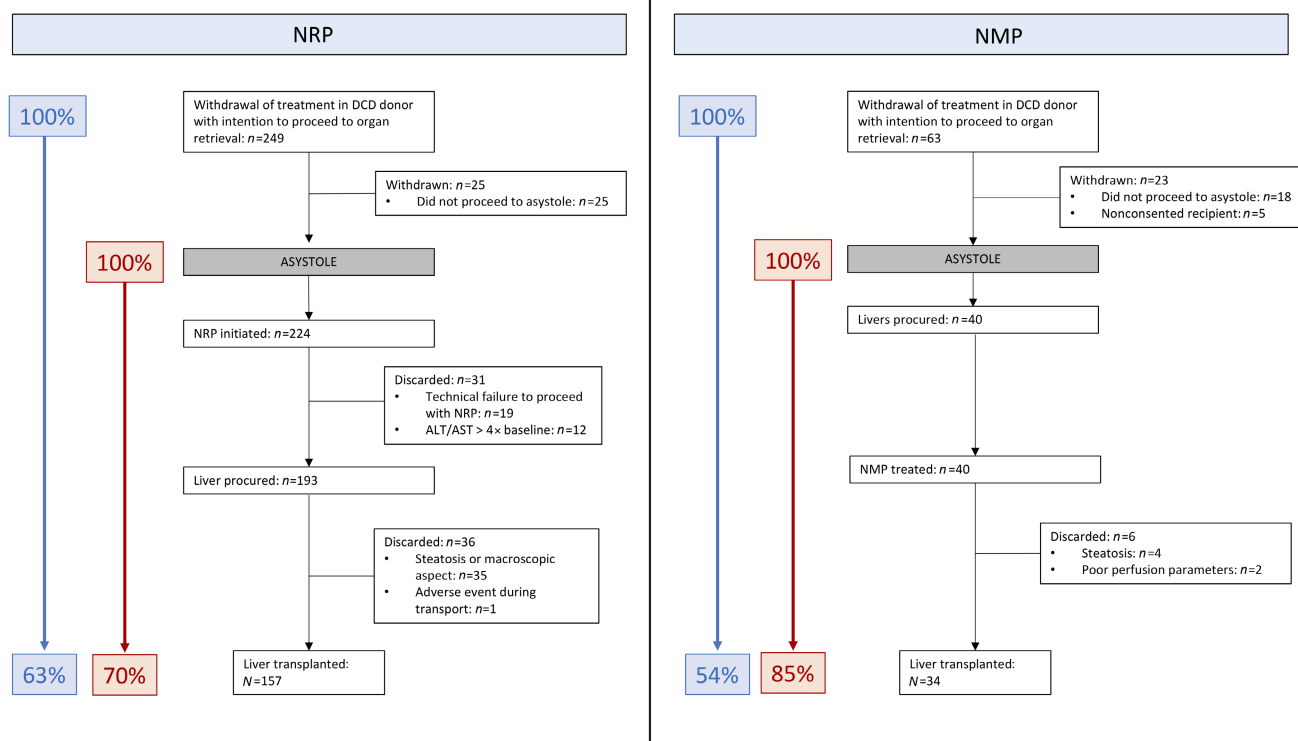 NRP
100%
Withdrawal of treatment in DCD donor
with intention to proceed to organ
retrieval: n=249
Withdrawn: n=25
• Did not proceed to asystole: n=25
100%
ASYSTOLE
NRP initiated: n=224
Discarded: n=31
• Technical failure to proceed
with NRP: n=19
• ALT/AST > 4× baseline: n=12
Liver procured: n=193
Discarded: n=36
• Steatosis or macroscopic
aspect: n=35
• Adverse event during
transport: n=1
63%
70%
Liver transplanted:
N=157
NMP
100%
Withdrawal of treatment in DCD donor
with intention to proceed to organ
retrieval: n=63
Withdrawn: n=23
• Did not proceed to asystole: n=18
• Nonconsented recipient: n=5
100%
ASYSTOLE
Livers procured: n=40
NMP treated: n=40
Discarded: n=6
• Steatosis: n=4
• Poor perfusion parameters: n=2
54%
85%
Liver transplanted:
N=34